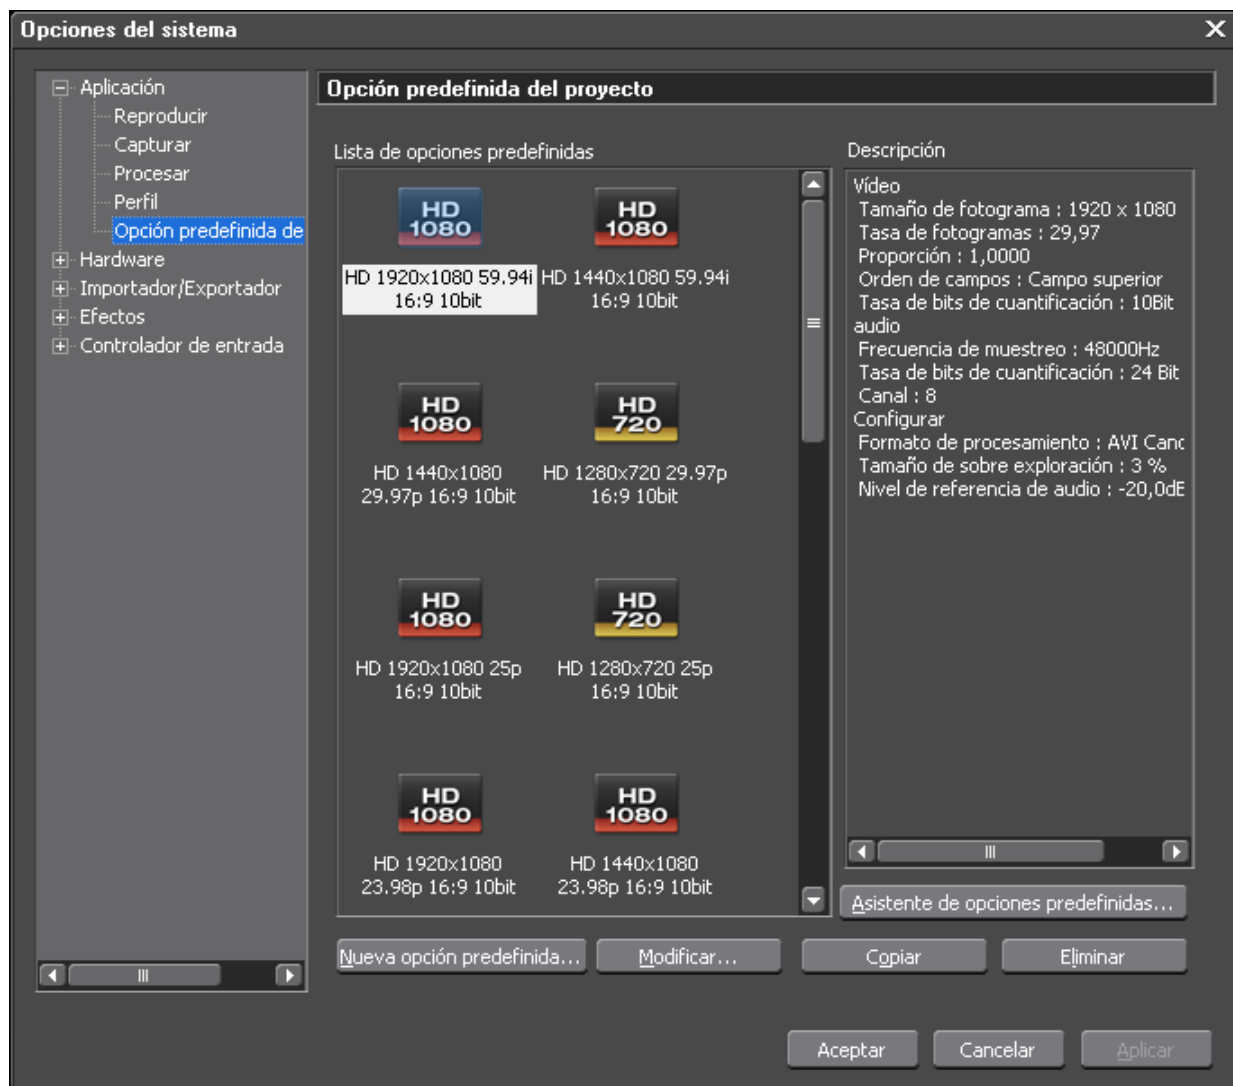 Opciones del sistema
Aplicación
Reproducir
Capturar
Procesar
Perfil
Opción predefinida de
Hardware
Importador/Exportador
Efectos
Controlador de entrada
Opción predefinida del proyecto
Lista de opciones predefinidas
HD
1080
HD 1920x1080 59.94i
16:9 10bit
HD
1080
HD 1440x1080 59.94i
16:9 10bit
HD
1080
HD 1440x1080
29.97p 16:9 10bit
HD
720
HD 1280x720 29.97p
16:9 10bit
HD
1080
HD 1920x1080 25p
16:9 10bit
HD
720
HD 1280x720 25p
16:9 10bit
HD
1080
HD 1920x1080
23.98p 16:9 10bit
HD
1080
HD 1440x1080
23.98p 16:9 10bit
Descripción
Vídeo
Tamaño de fotograma : 1920 x 1080
Tasa de fotogramas : 29,97
Proporción : 1,0000
Orden de campos : Campo superior
Tasa de bits de cuantificación : 10Bit
audio
Frecuencia de muestreo : 48000Hz
Tasa de bits de cuantificación : 24 Bit
Canal : 8
Configurar
Formato de procesamiento : AVI Canc
Tamaño de sobre exploración : 3 %
Nivel de referencia de audio : -20,0dE
Asistente de opciones predefinidas...
Nueva opción predefinida...
Modificar...
Copiar
Eliminar
Aceptar
Cancelar
Aplicar